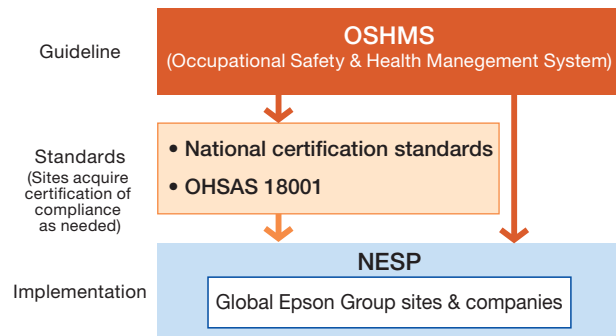 Guideline
OSHMS
(Occupational Safety & Health Manegement System)
Standards
(Sites acquire
certification of
compliance
as needed)
• National certification standards
• OHSAS 18001
Implementation
NESP
Global Epson Group sites & companies